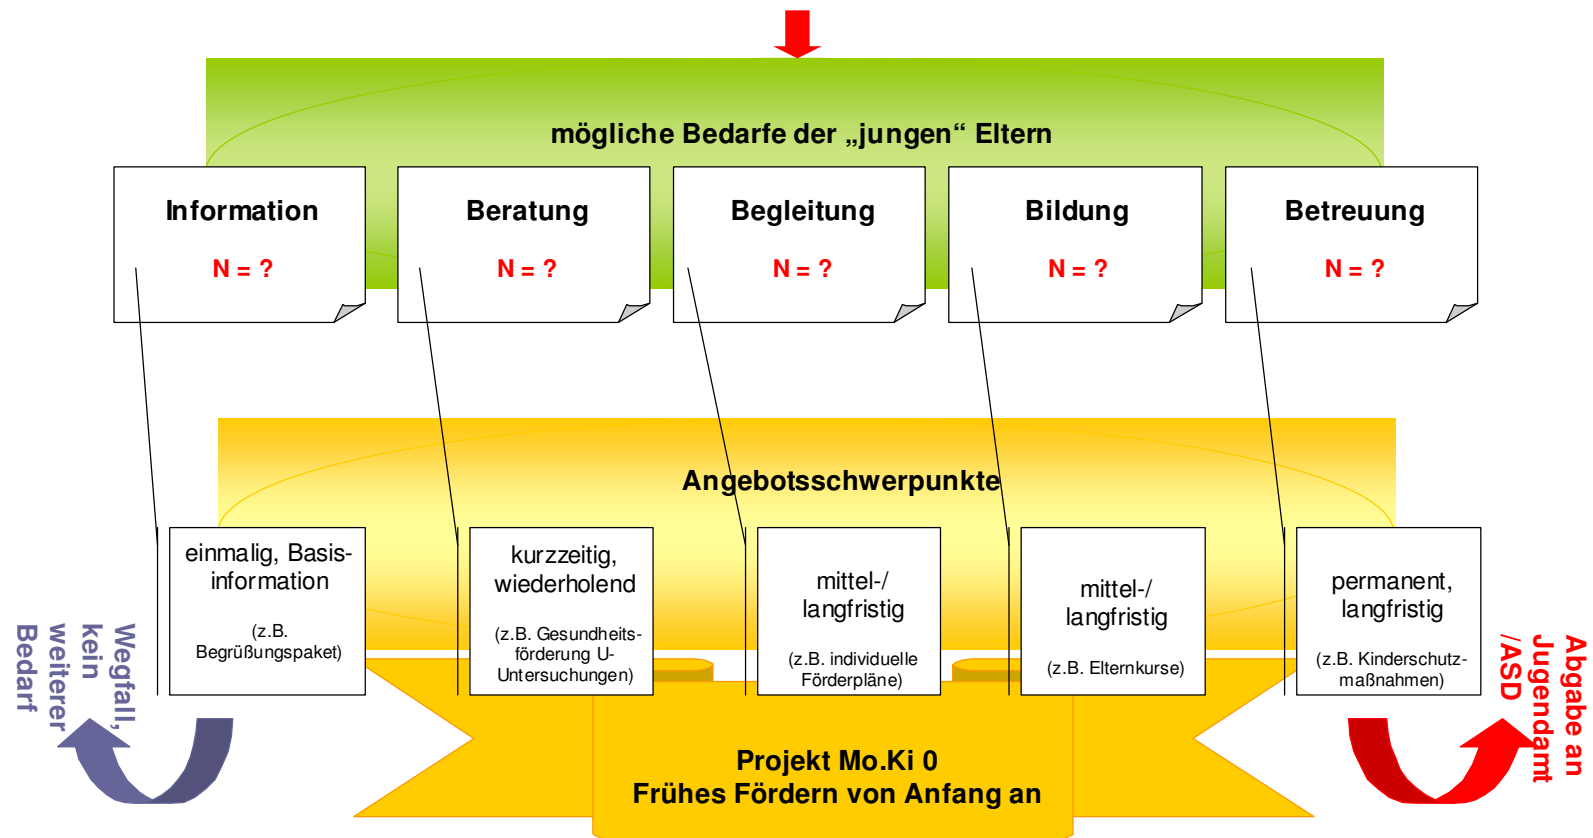 mögliche Bedarfe der „jungen“ Eltern
Information
N = ?
Beratung
N = ?
Begleitung
N = ?
Bildung
N = ?
Betreuung
N = ?
Angebotsschwerpunkte
einmalig, Basis-
information
(z.B.
Begrüßungspaket)
kurzzeitig,
wiederholend
(z.B. Gesundheits-
förderung U-
Untersuchungen)
mittel-/
langfristig
(z.B. individuelle
Förderpläne)
mittel-/
langfristig
(z.B. Elternkurse)
permanent,
langfristig
(z.B. Kinderschutz-
maßnahmen)
Wegfall,
kein
weiterer
Bedarf
Abgabe an
Jugendamt
/ASD
Projekt Mo.Ki 0
Frühes Fördern von Anfang an